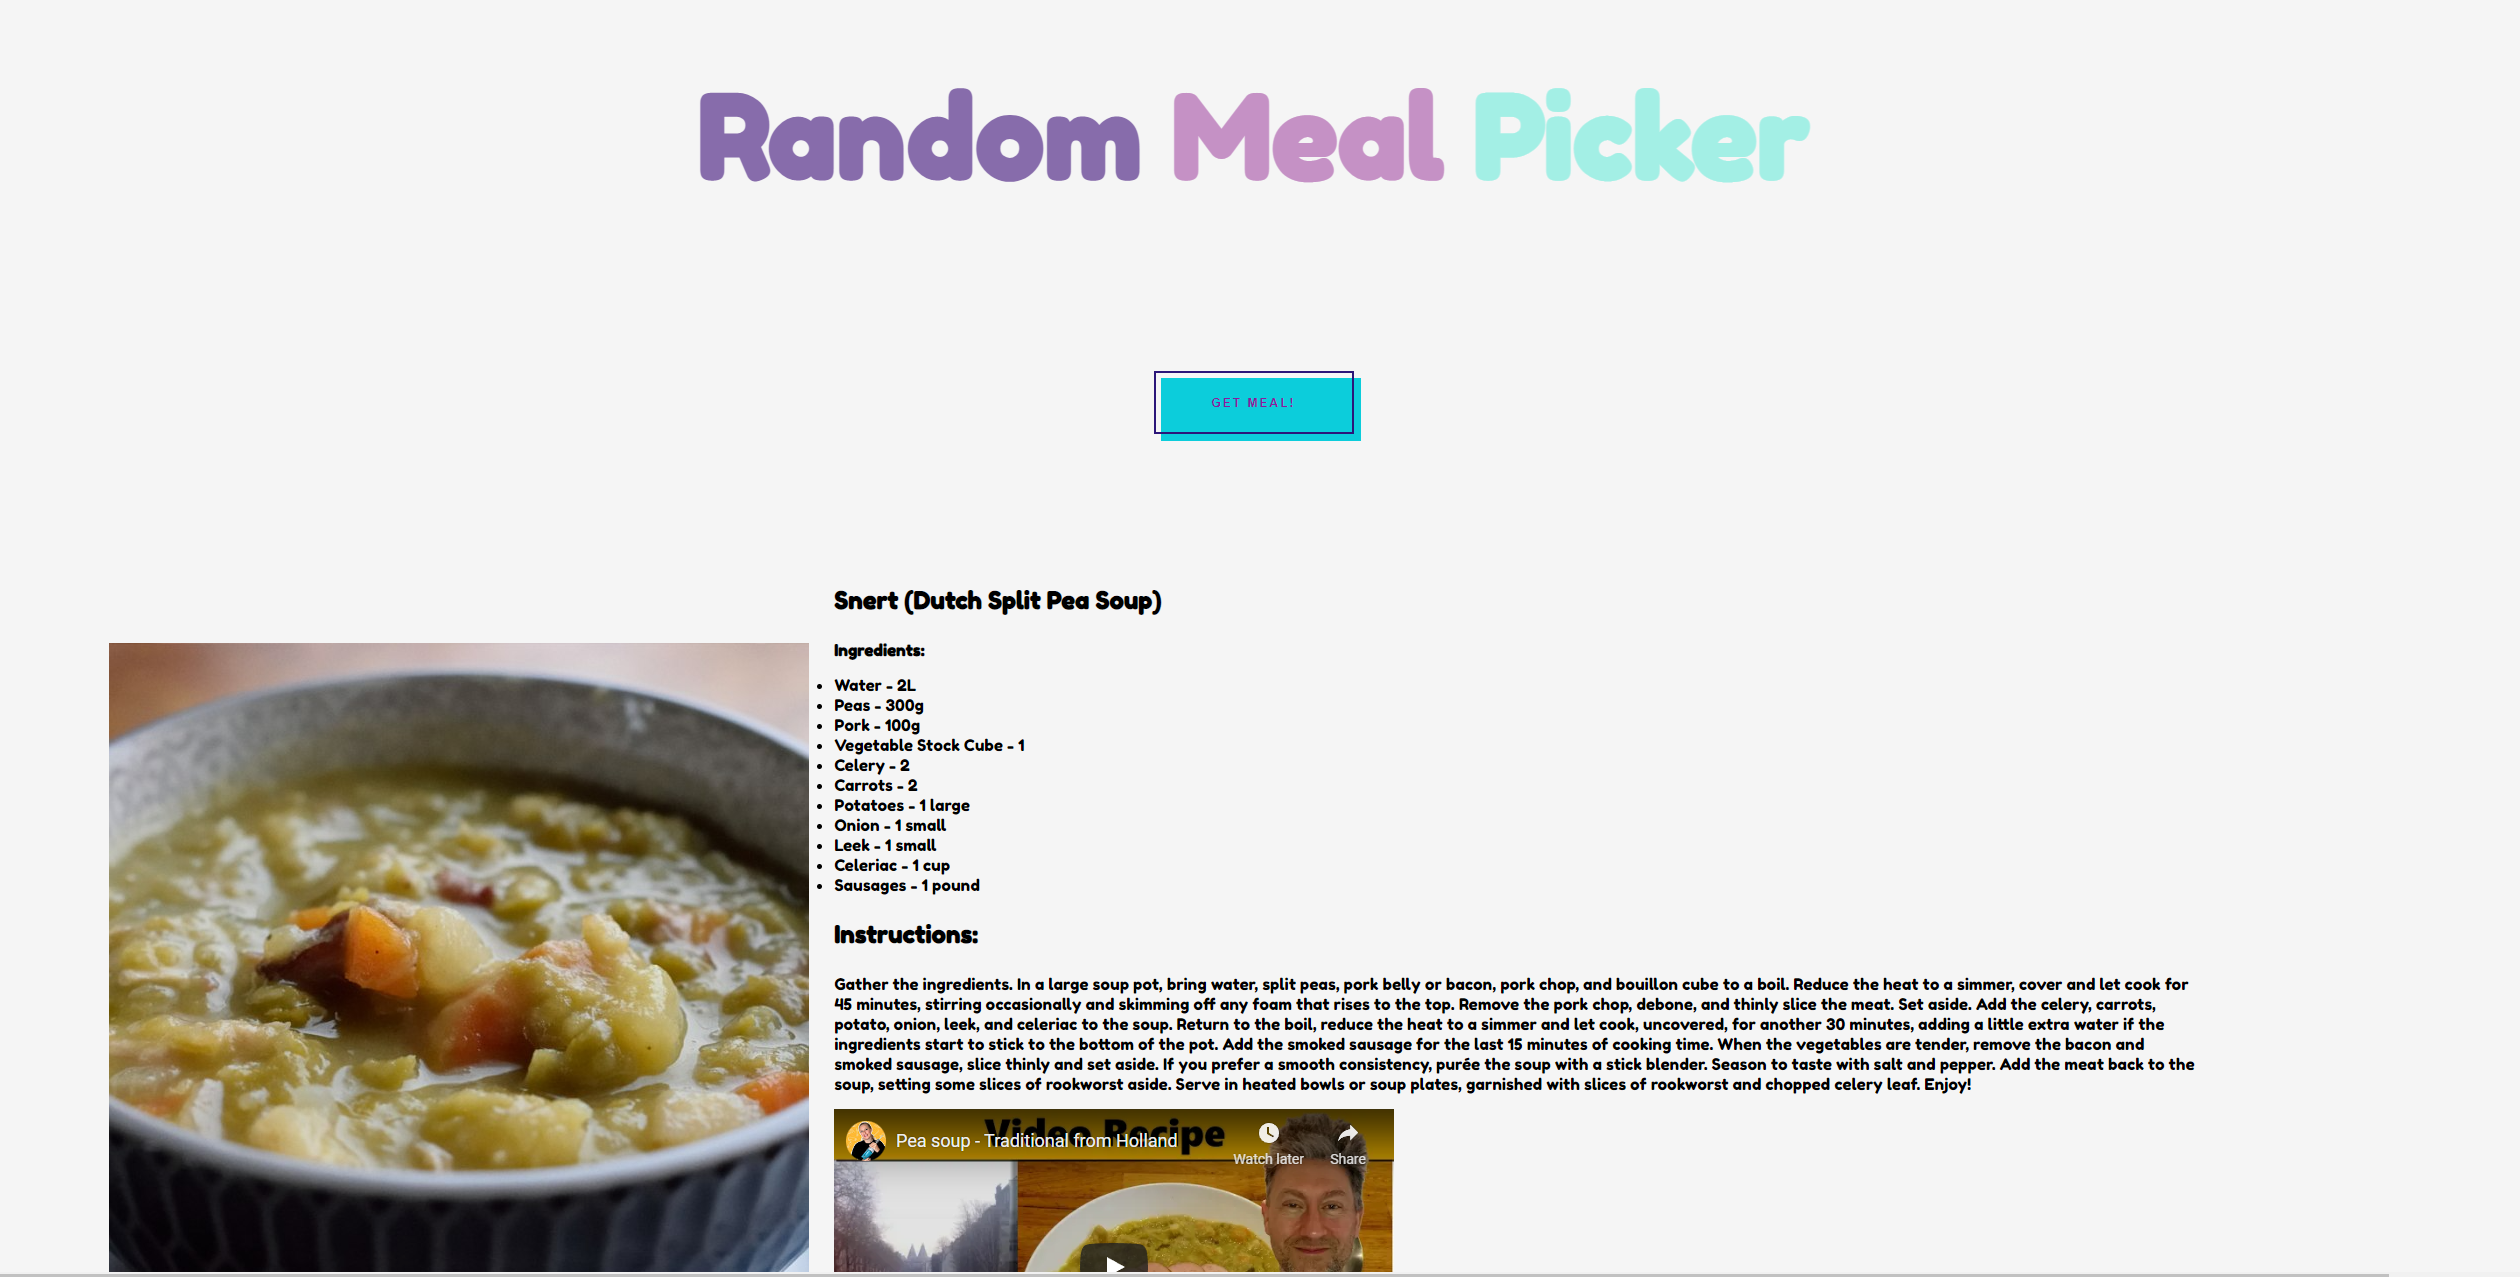 Random Meal Picker
GET MEAL!
Snert (Dutch Split Pea Soup)
Ingredients:
Water - 2L
Peas - 300g
Pork - 100g
Vegetable Stock Cube - 1
Celery - 2
Carrots - 2
Potatoes - 1 large
Onion - 1 small
Leek - 1 small
Celeriac - 1 cup
Sausages - 1 pound
Instructions:
Gather the ingredients. In a large soup pot, bring water, split peas, pork belly or bacon, pork chop, and bouillon cube to a boil. Reduce the heat to a simmer, cover and let cook for
45 minutes, stirring occasionally and skimming off any foam that rises to the top. Remove the pork chop, debone, and thinly slice the meat. Set aside. Add the celery, carrots,
potato, onion, leek, and celeriac to the soup. Return to the boil, reduce the heat to a simmer and let cook, uncovered, for another 30 minutes, adding a little extra water if the
ingredients start to stick to the bottom of the pot. Add the smoked sausage for the last 15 minutes of cooking time. When the vegetables are tender, remove the bacon and
smoked sausage, slice thinly and set aside. If you prefer a smooth consistency, purée the soup with a stick blender. Season to taste with salt and pepper. Add the meat back to the
soup, setting some slices of rookworst aside. Serve in heated bowls or soup plates, garnished with slices of rookworst and chopped celery leaf. Enjoy!
Video Recipe
Pea soup - Traditional from Holland
Watch later
Share